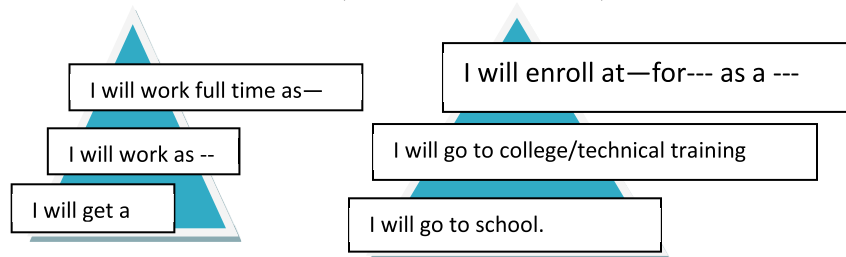 I will work full time as—
I will work as --
I will get a
I will enroll at—for--- as a ---
I will go to college/technical training
I will go to school.